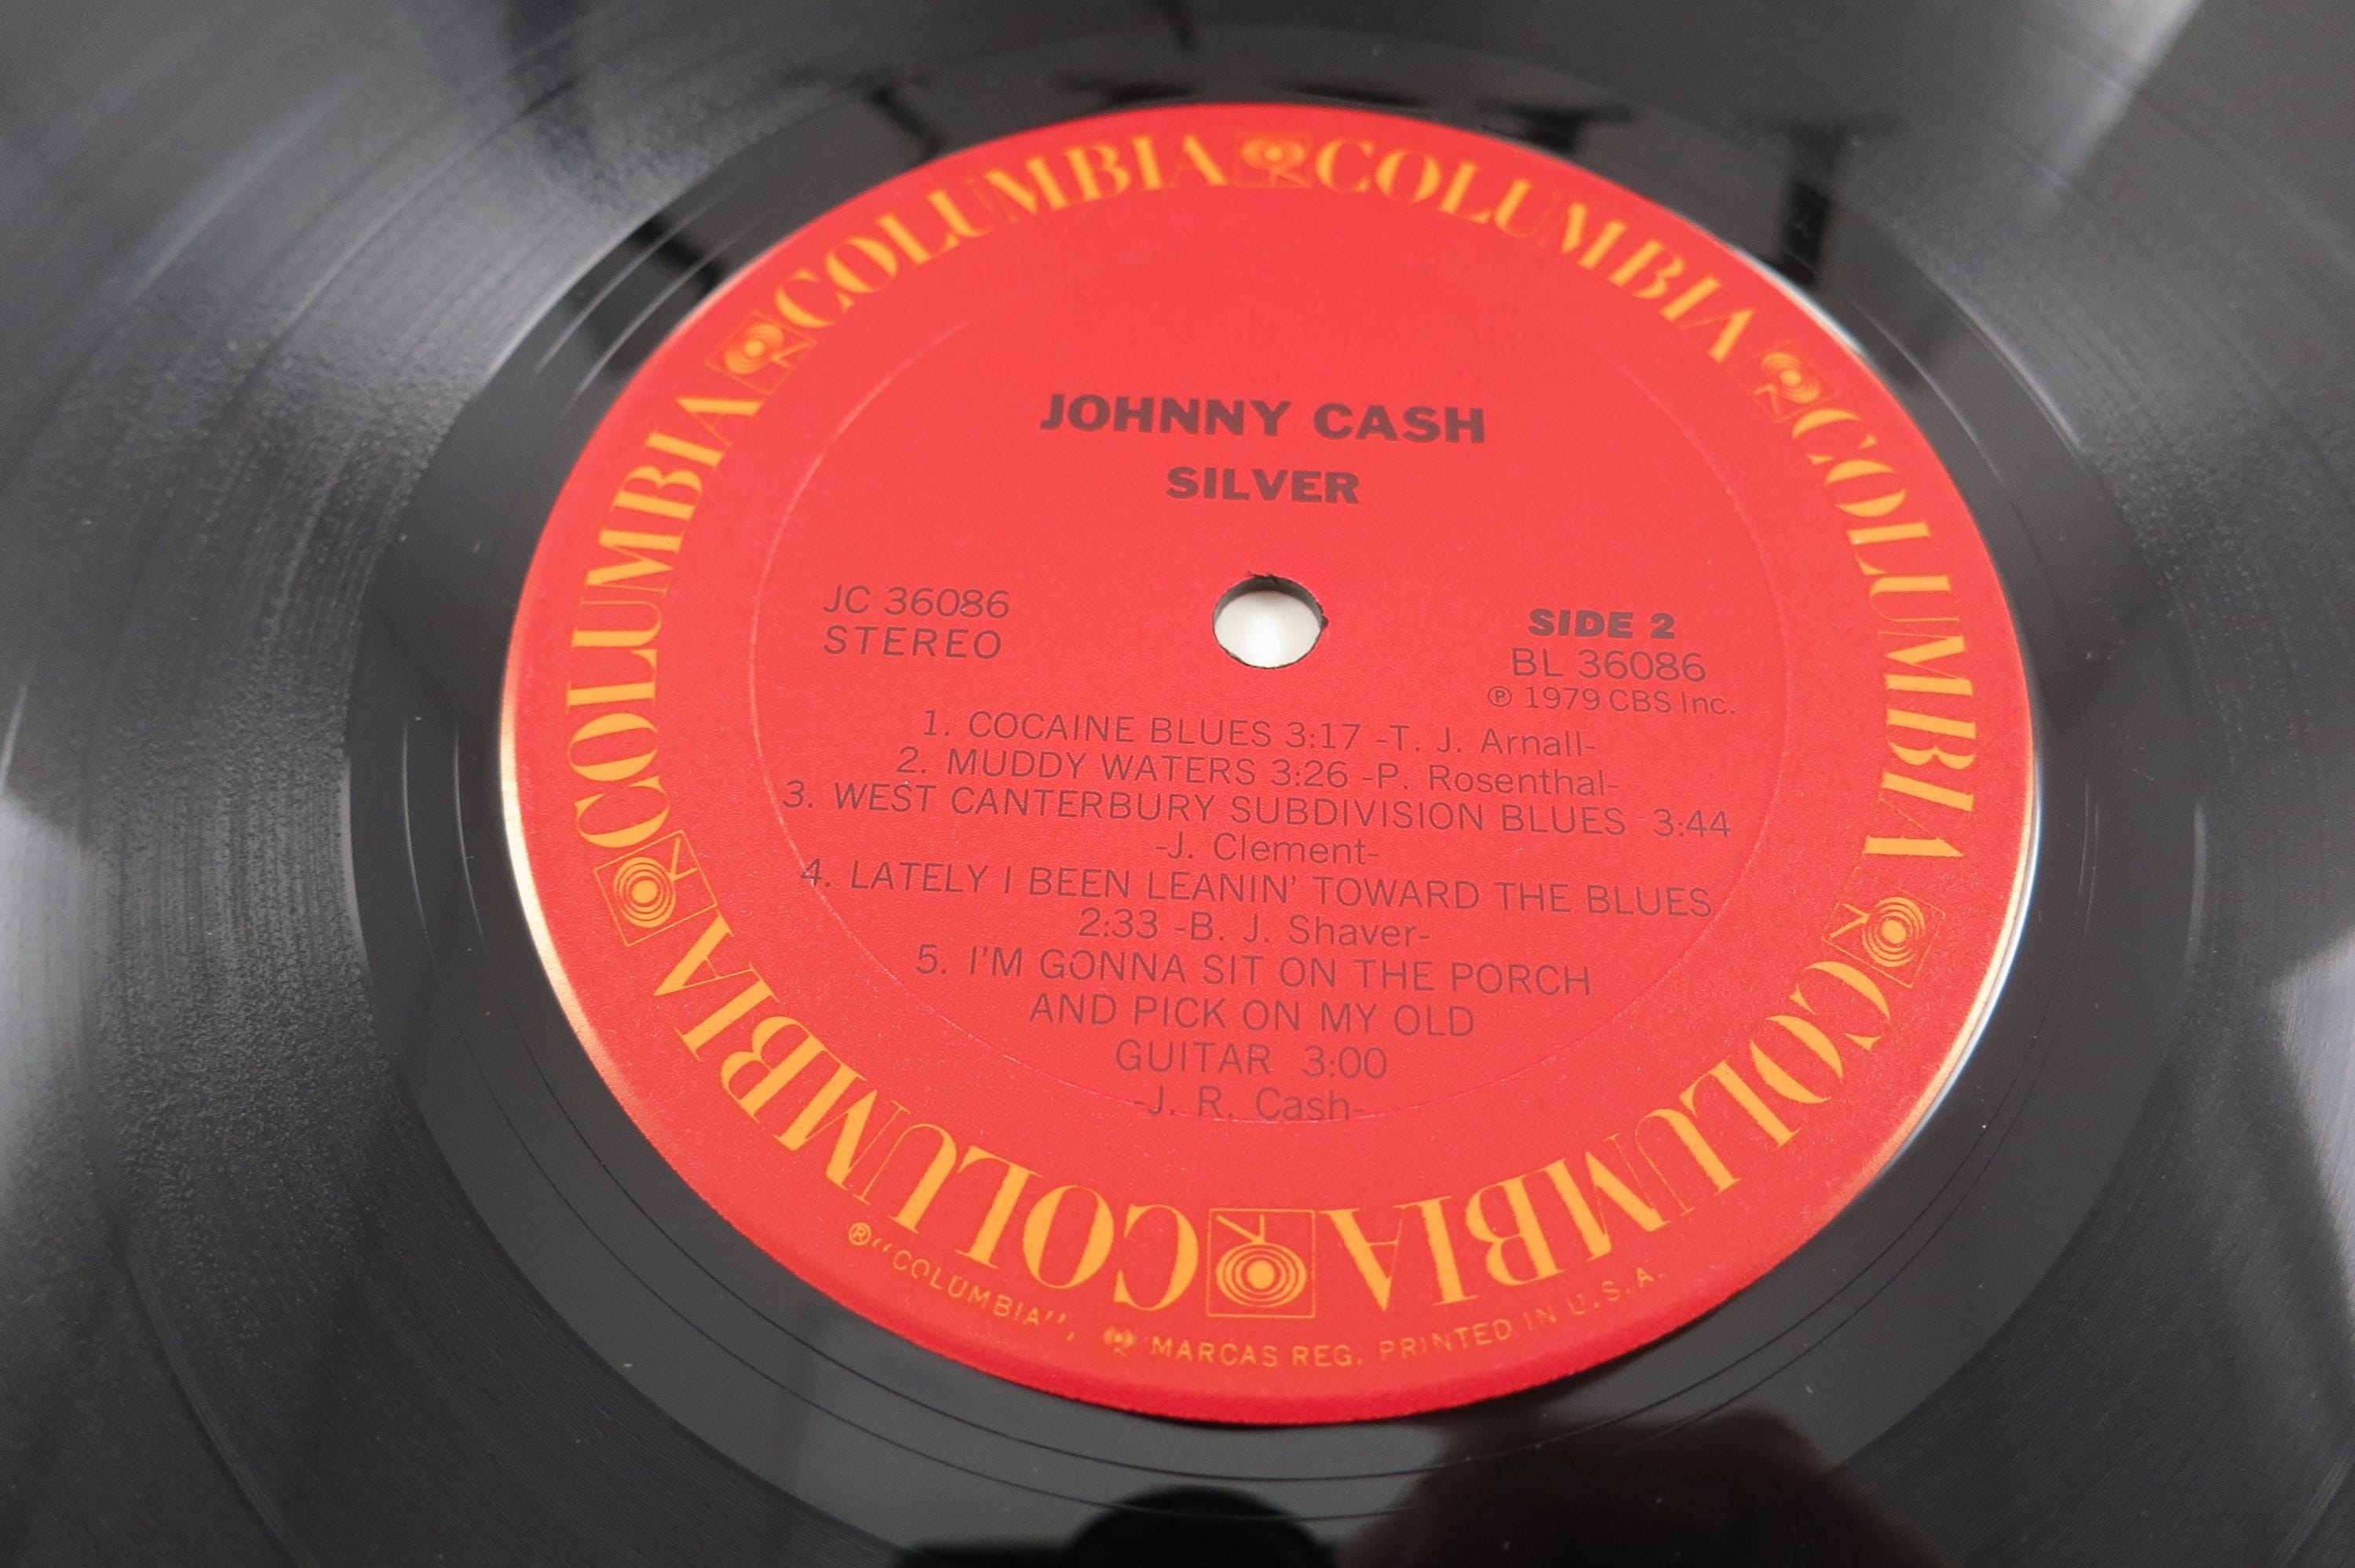 COLUMBIA COLUMBIA COLUMBIA COLUMBIA COLUMBIA COLUMBIA
JOHNNY CASH
SILVER
JC 36086
STEREO
SIDE 2
BL 36086
℗ 1979 CBS Inc.
1. COCAINE BLUES 3:17 -T. J. Arnall-
2. MUDDY WATERS 3:26 -P. Rosenthal-
3. WEST CANTERBURY SUBDIVISION BLUES 3:44
-J. Clement-
4. LATELY I BEEN LEANIN' TOWARD THE BLUES
2:33 -B. J. Shaver-
5. I'M GONNA SIT ON THE PORCH
AND PICK ON MY OLD
GUITAR 3:00
-J. R. Cash-
® "COLUMBIA", MARCAS REG. PRINTED IN U.S.A.